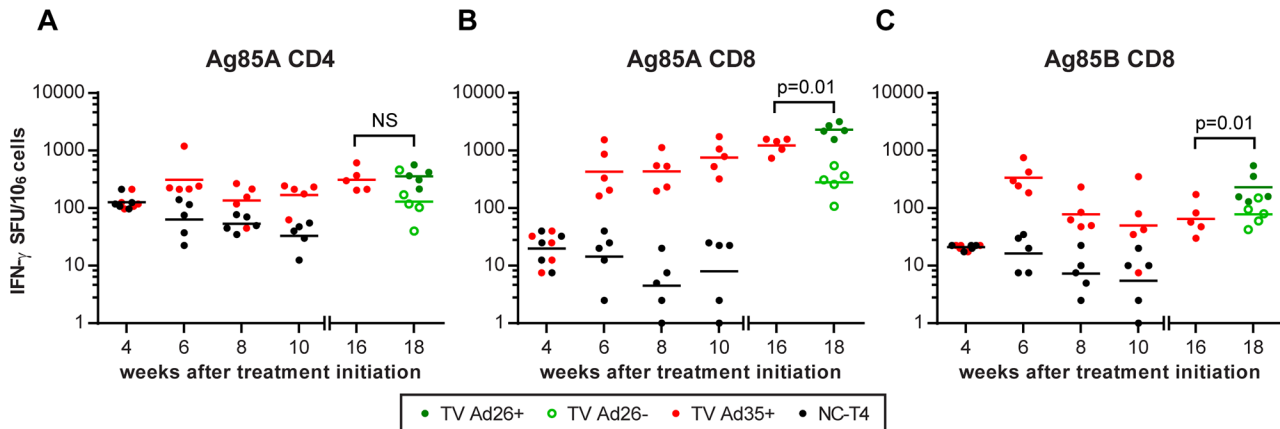 A
B
C
Ag85A CD4
Ag85A CD8
Ag85B CD8
IFN-γ SFU/10₆ cells
10000
1000
100
10
1
NS
4 6 8 10 16 18
weeks after treatment initiation
10000
1000
100
10
1
p=0.01
4 6 8 10 16 18
weeks after treatment initiation
10000
1000
100
10
1
p=0.01
4 6 8 10 16 18
weeks after treatment initiation
TV Ad26+ TV Ad26- TV Ad35+ NC-T4